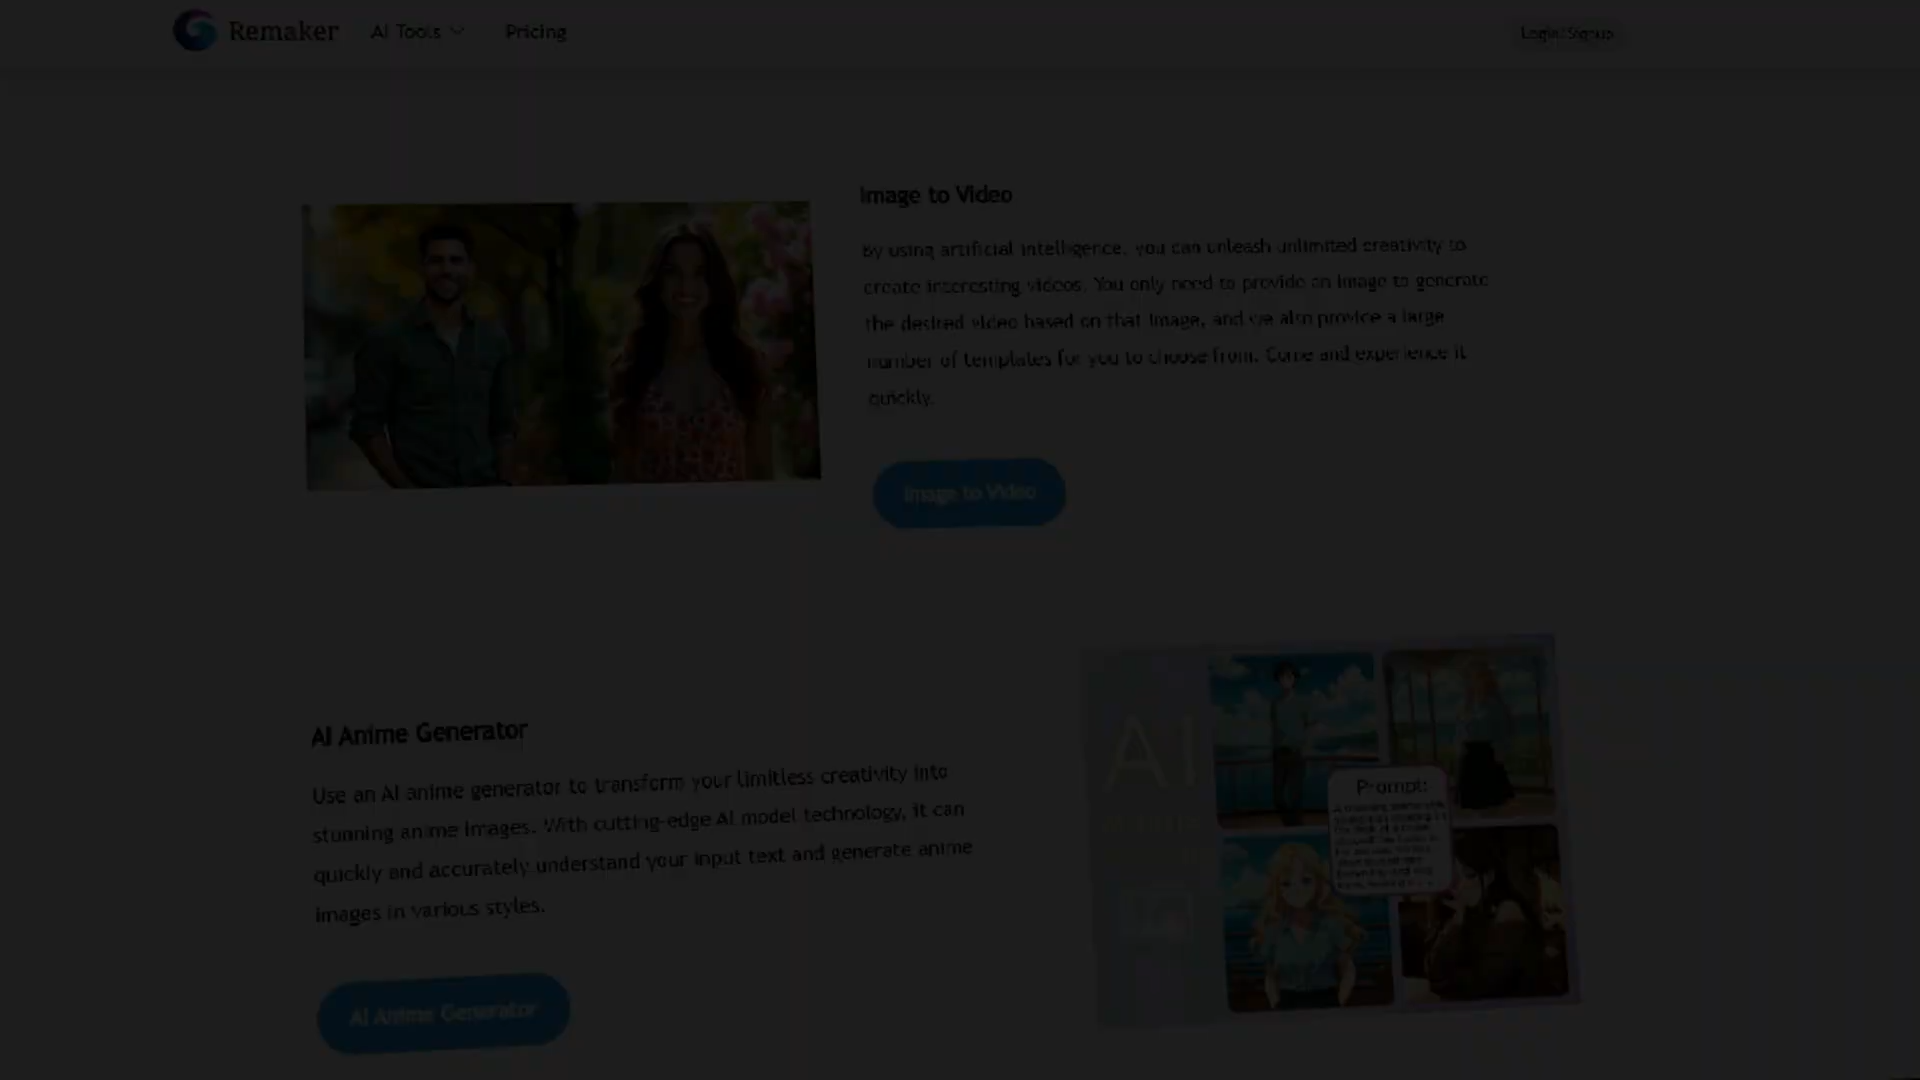 Remaker
AI Tools
Pricing
Login/Signup
Image to Video
By using artificial intelligence, you can unleash unlimited creativity to
create interesting videos. You only need to provide an image to generate
the desired video based on that image, and we also provide a large
number of templates for you to choose from. Come and experience it
quickly.
Image to Video
AI Anime Generator
Use an AI anime generator to transform your limitless creativity into
stunning anime images. With cutting-edge AI model technology, it can
quickly and accurately understand your input text and generate anime
images in various styles.
AI Anime Generator
AI
Prompt: